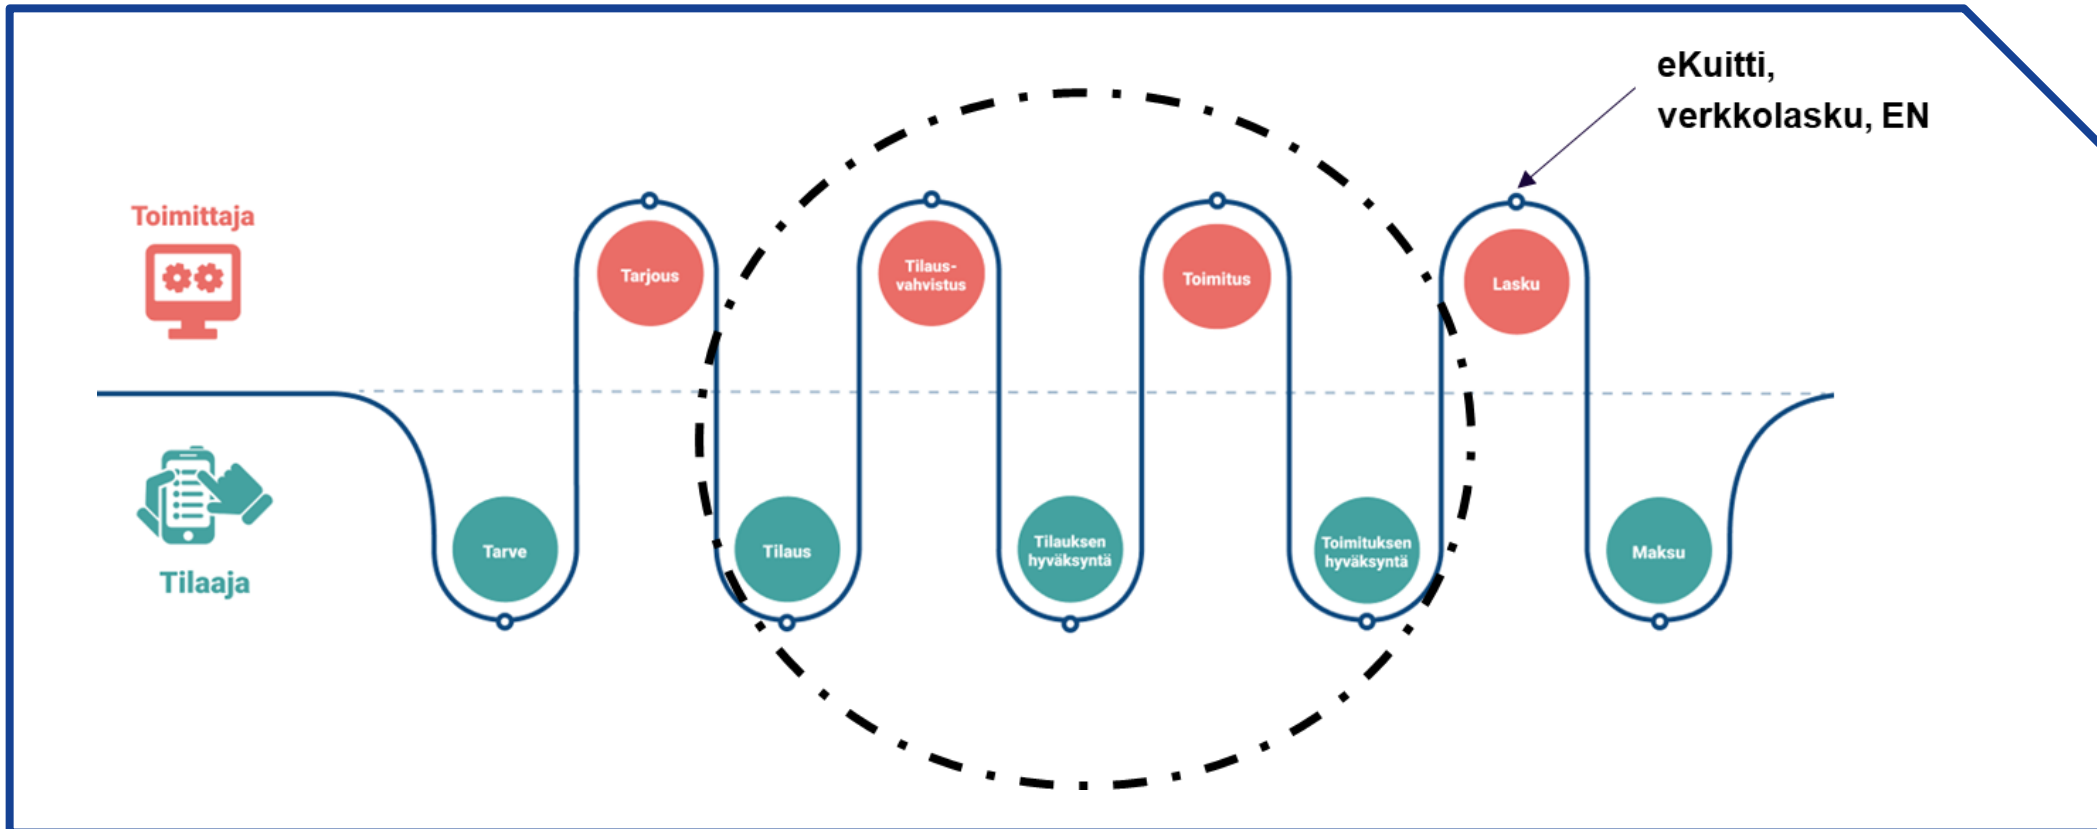 eKuitti,
verkkolasku, EN
Toimittaja
Tarjous
Tilaus-
vahvistus
Toimitus
Lasku
Tilaaja
Tarve
Tilaus
Tilauksen
hyväksyntä
Toimituksen
hyväksyntä
Maksu